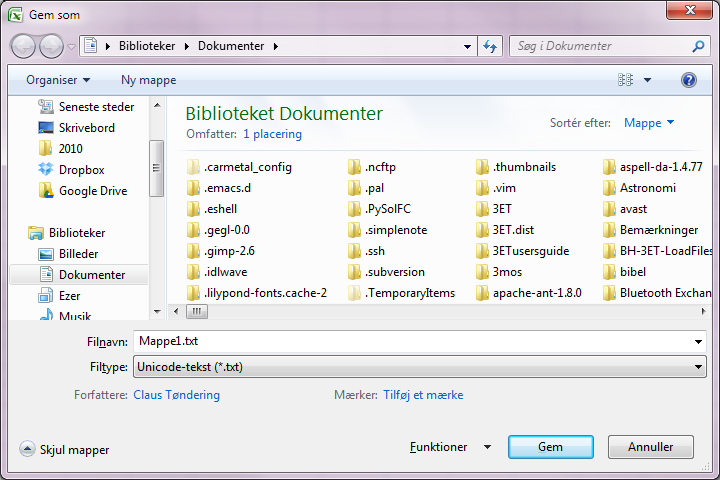 Gem som
Biblioteker Dokumenter
Søg i Dokumenter
Organiser Ny mappe
Seneste steder
Skrivebord
2010
Dropbox
Google Drive
Biblioteker
Billeder
Dokumenter
Ezer
Musik
Biblioteket Dokumenter
Omfatter: 1 placering
Sortér efter: Mappe
.carmetal_config .ncftp .thumbnails aspell-da-1.4.77
.emacs.d .pal .vim Astronomi
.eshell .PySolFC 3ET avast
.gegl-0.0 .simplenote 3ET.dist Bemærkninger
.gimp-2.6 .ssh 3ETusersguide BH-3ET-LoadFiles
.idlwave .subversion 3mos bibel
.lilypond-fonts.cache-2 .TemporaryItems apache-ant-1.8.0 Bluetooth Exchan
Filnavn: Mappe1.txt
Filtype: Unicode-tekst (*.txt)
Forfattere: Claus Tøndering Mærker: Tilføj et mærke
Skjul mapper Funktioner Gem Annuller